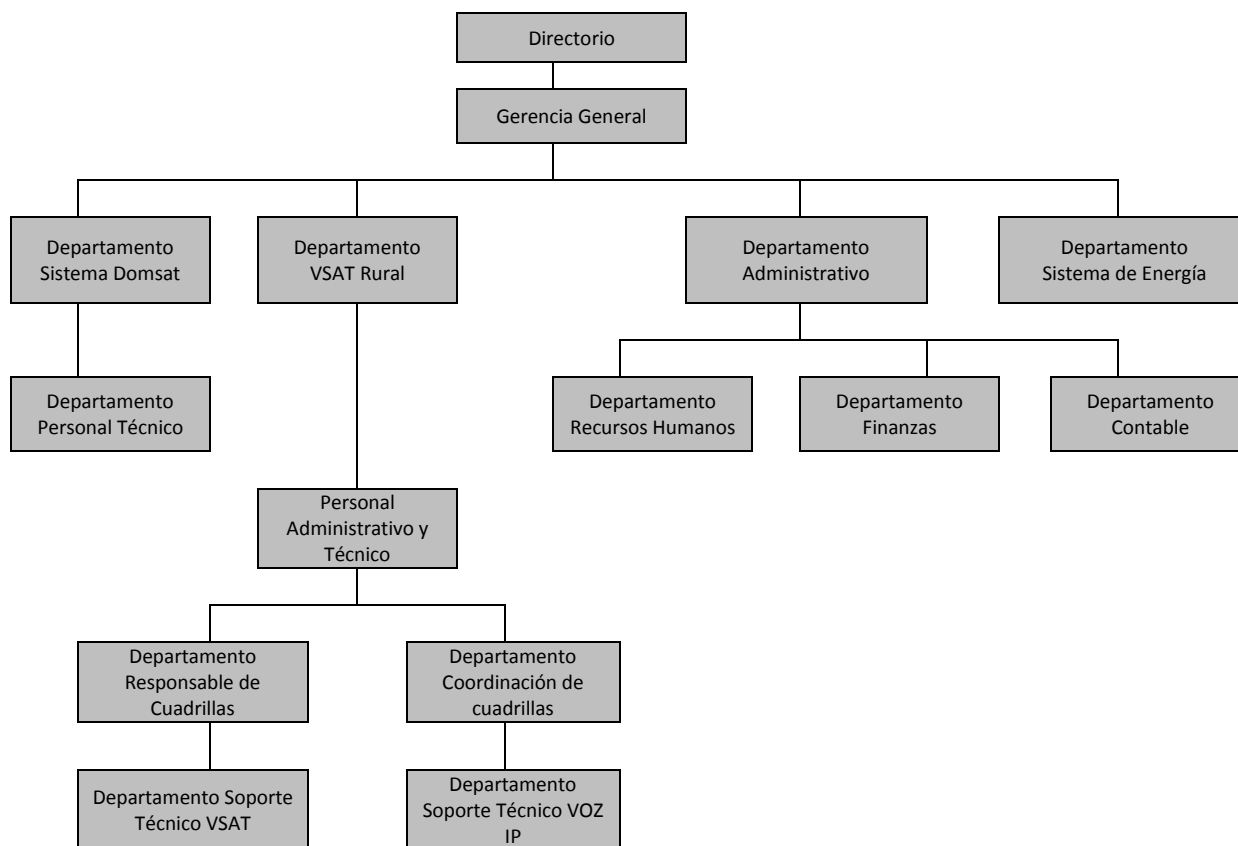 Directorio
Gerencia General
Departamento
Sistema Domsat
Departamento
VSAT Rural
Departamento
Administrativo
Departamento
Sistema de Energía
Departamento
Personal Técnico
Departamento
Recursos Humanos
Departamento
Finanzas
Departamento
Contable
Personal
Administrativo y
Técnico
Departamento
Responsable de
Cuadrillas
Departamento
Coordinación de
cuadrillas
Departamento Soporte
Técnico VSAT
Departamento
Soporte Técnico VOZ
IP